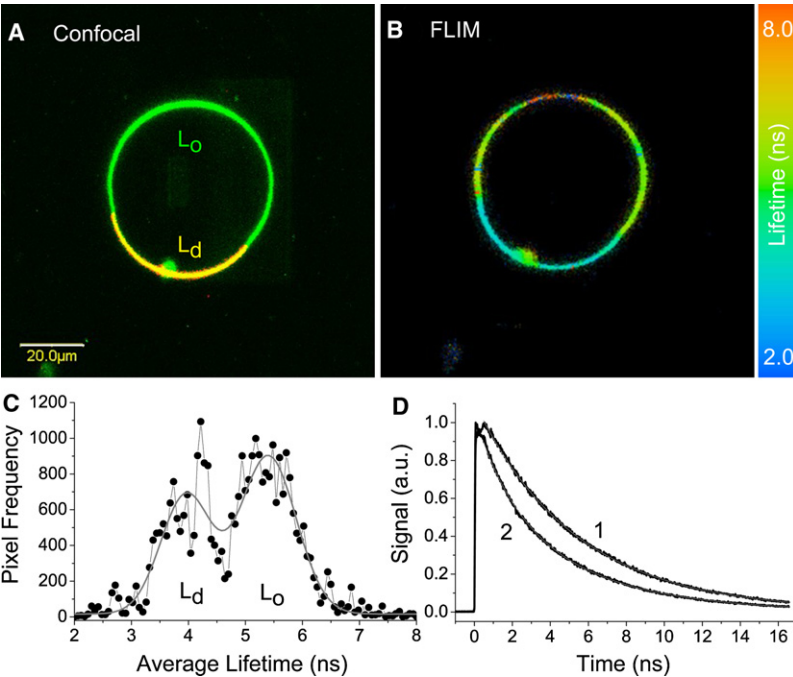 A Confocal
Lo
Ld
20.0µm
B FLIM
8.0
Lifetime (ns)
2.0
C
1200
1000
800
600
400
200
0
Pixel Frequency
Ld
Lo
2 3 4 5 6 7 8
Average Lifetime (ns)
D
1.0
0.8
0.6
0.4
0.2
0.0
Signal (a.u.)
1
2
0 2 4 6 8 10 12 14 16
Time (ns)